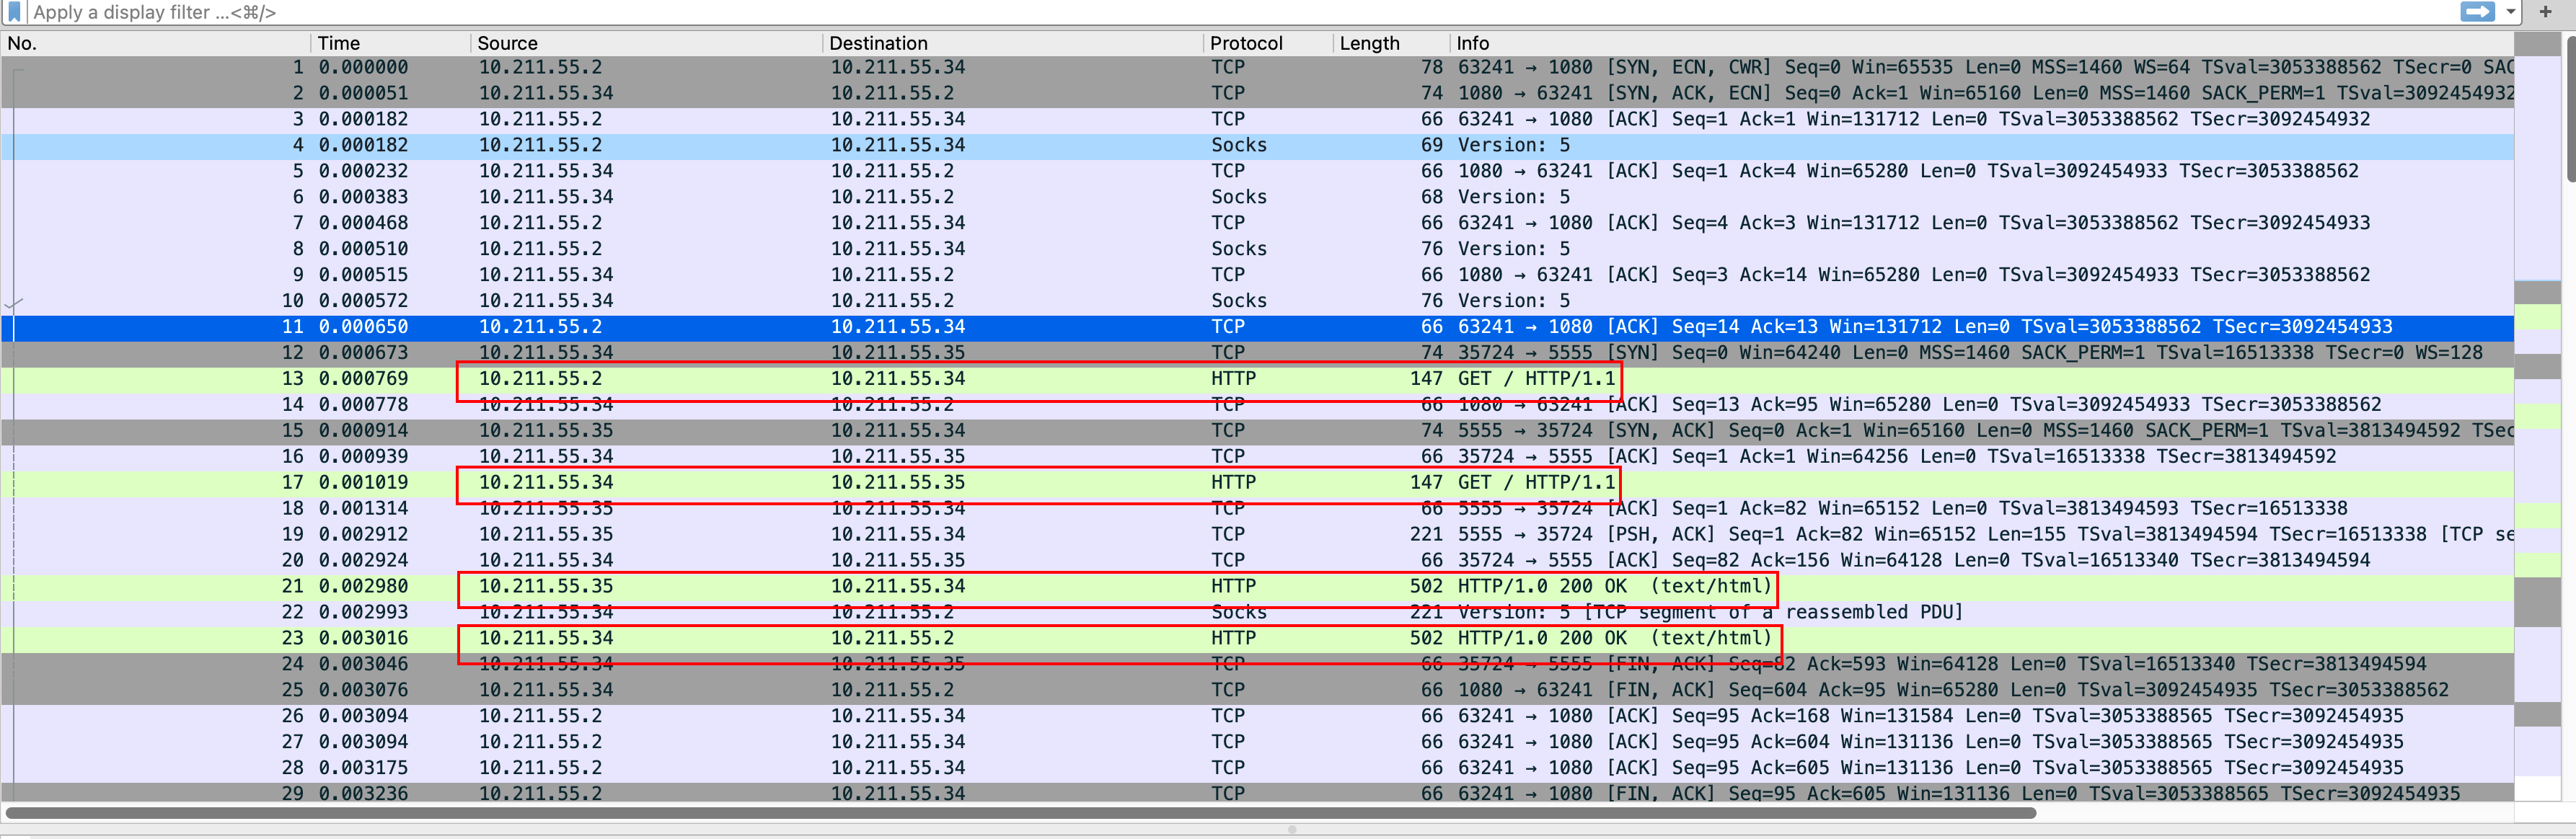 Apply a display filter ...<⌘/> +
No. Time Source Destination Protocol Length Info
1 0.000000 10.211.55.2 10.211.55.34 TCP 78 63241 → 1080 [SYN, ECN, CWR] Seq=0 Win=65535 Len=0 MSS=1460 WS=64 TSval=3053388562 TSecr=0 SAC
2 0.000051 10.211.55.34 10.211.55.2 TCP 74 1080 → 63241 [SYN, ACK, ECN] Seq=0 Ack=1 Win=65160 Len=0 MSS=1460 SACK_PERM=1 TSval=3092454932
3 0.000182 10.211.55.2 10.211.55.34 TCP 66 63241 → 1080 [ACK] Seq=1 Ack=1 Win=131712 Len=0 TSval=3053388562 TSecr=3092454932
4 0.000182 10.211.55.2 10.211.55.34 Socks 69 Version: 5
5 0.000232 10.211.55.34 10.211.55.2 TCP 66 1080 → 63241 [ACK] Seq=1 Ack=4 Win=65280 Len=0 TSval=3092454933 TSecr=3053388562
6 0.000383 10.211.55.34 10.211.55.2 Socks 68 Version: 5
7 0.000468 10.211.55.2 10.211.55.34 TCP 66 63241 → 1080 [ACK] Seq=4 Ack=3 Win=131712 Len=0 TSval=3053388562 TSecr=3092454933
8 0.000510 10.211.55.2 10.211.55.34 Socks 76 Version: 5
9 0.000515 10.211.55.34 10.211.55.2 TCP 66 1080 → 63241 [ACK] Seq=3 Ack=14 Win=65280 Len=0 TSval=3092454933 TSecr=3053388562
10 0.000572 10.211.55.34 10.211.55.2 Socks 76 Version: 5
11 0.000650 10.211.55.2 10.211.55.34 TCP 66 63241 → 1080 [ACK] Seq=14 Ack=13 Win=131712 Len=0 TSval=3053388562 TSecr=3092454933
12 0.000673 10.211.55.34 10.211.55.35 TCP 74 35724 → 5555 [SYN] Seq=0 Win=64240 Len=0 MSS=1460 SACK_PERM=1 TSval=16513338 TSecr=0 WS=128
13 0.000769 10.211.55.2 10.211.55.34 HTTP 147 GET / HTTP/1.1
14 0.000778 10.211.55.34 10.211.55.2 TCP 66 1080 → 63241 [ACK] Seq=13 Ack=95 Win=65280 Len=0 TSval=3092454933 TSecr=3053388562
15 0.000914 10.211.55.35 10.211.55.34 TCP 74 5555 → 35724 [SYN, ACK] Seq=0 Ack=1 Win=65160 Len=0 MSS=1460 SACK_PERM=1 TSval=3813494592 TSec
16 0.000939 10.211.55.34 10.211.55.35 TCP 66 35724 → 5555 [ACK] Seq=1 Ack=1 Win=64256 Len=0 TSval=16513338 TSecr=3813494592
17 0.001019 10.211.55.34 10.211.55.35 HTTP 147 GET / HTTP/1.1
18 0.001314 10.211.55.35 10.211.55.34 TCP 66 5555 → 35724 [ACK] Seq=1 Ack=82 Win=65152 Len=0 TSval=3813494593 TSecr=16513338
19 0.002912 10.211.55.35 10.211.55.34 TCP 221 5555 → 35724 [PSH, ACK] Seq=1 Ack=82 Win=65152 Len=155 TSval=3813494594 TSecr=16513338 [TCP se
20 0.002924 10.211.55.34 10.211.55.35 TCP 66 35724 → 5555 [ACK] Seq=82 Ack=156 Win=64128 Len=0 TSval=16513340 TSecr=3813494594
21 0.002980 10.211.55.35 10.211.55.34 HTTP 502 HTTP/1.0 200 OK (text/html)
22 0.002993 10.211.55.34 10.211.55.2 Socks 221 Version: 5 [TCP segment of a reassembled PDU]
23 0.003016 10.211.55.34 10.211.55.2 HTTP 502 HTTP/1.0 200 OK (text/html)
24 0.003046 10.211.55.34 10.211.55.35 TCP 66 35724 → 5555 [FIN, ACK] Seq=82 Ack=593 Win=64128 Len=0 TSval=16513340 TSecr=3813494594
25 0.003076 10.211.55.34 10.211.55.2 TCP 66 1080 → 63241 [FIN, ACK] Seq=604 Ack=95 Win=65280 Len=0 TSval=3092454935 TSecr=3053388562
26 0.003094 10.211.55.2 10.211.55.34 TCP 66 63241 → 1080 [ACK] Seq=95 Ack=168 Win=131584 Len=0 TSval=3053388565 TSecr=3092454935
27 0.003094 10.211.55.2 10.211.55.34 TCP 66 63241 → 1080 [ACK] Seq=95 Ack=604 Win=131136 Len=0 TSval=3053388565 TSecr=3092454935
28 0.003175 10.211.55.2 10.211.55.34 TCP 66 63241 → 1080 [ACK] Seq=95 Ack=605 Win=131136 Len=0 TSval=3053388565 TSecr=3092454935
29 0.003236 10.211.55.2 10.211.55.34 TCP 66 63241 → 1080 [FIN, ACK] Seq=95 Ack=605 Win=131136 Len=0 TSval=3053388565 TSecr=3092454935